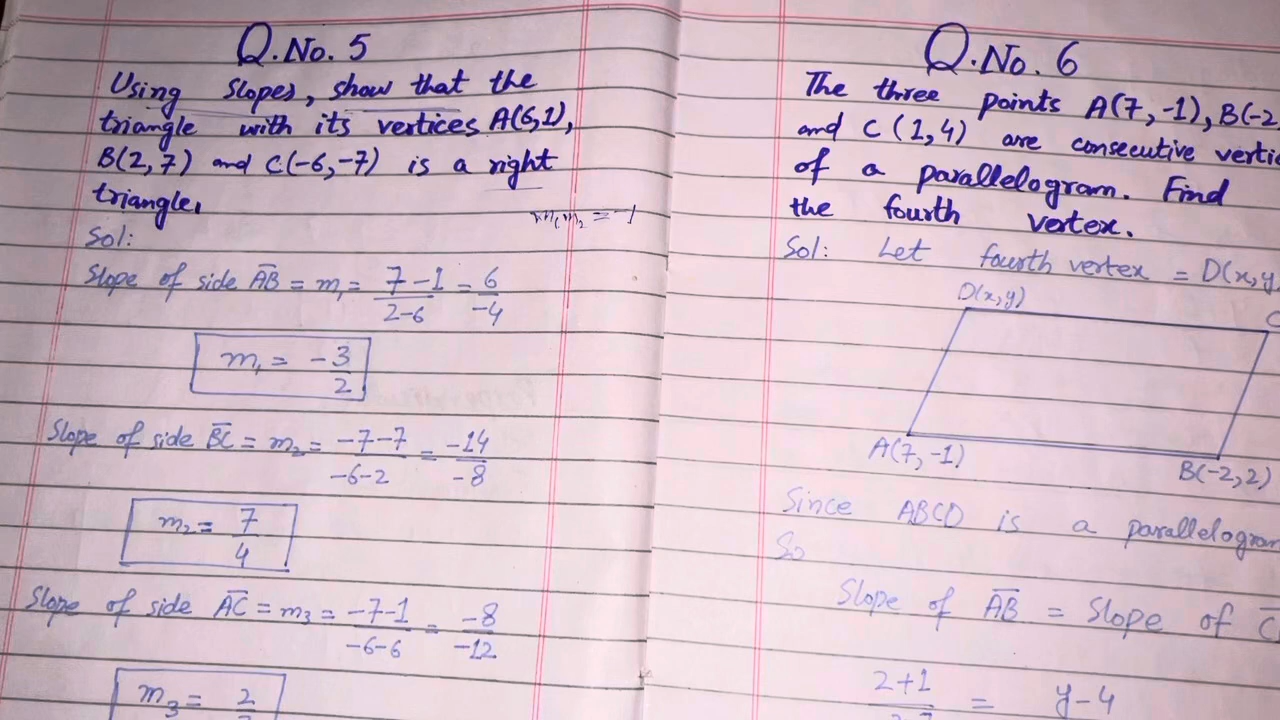 Q.No. 5
Using slopes, show that the
triangle with its vertices A(6,1),
B(2,7) and C(-6,-7) is a right
triangle.
m₁m₂ = -1
Sol:
Slope of side AB = m₁ = 7-1/2-6 = 6/-4
m₁ = -3/2
Slope of side BC = m₂ = -7-7/-6-2 = -14/-8
m₂ = 7/4
Slope of side AC = m₃ = -7-1/-6-6 = -8/-12
m₃ = 2
Q.No. 6
The three points A(7,-1), B(-2
and C(1,4) are consecutive vertic
of a parallelogram. Find
the fourth vertex.
Sol: Let fourth vertex = D(x,y
D(x,y)
C
A(7,-1)
B(-2,2)
Since ABCD is a parallelogram
So
Slope of AB = Slope of C
2+1 = y-4